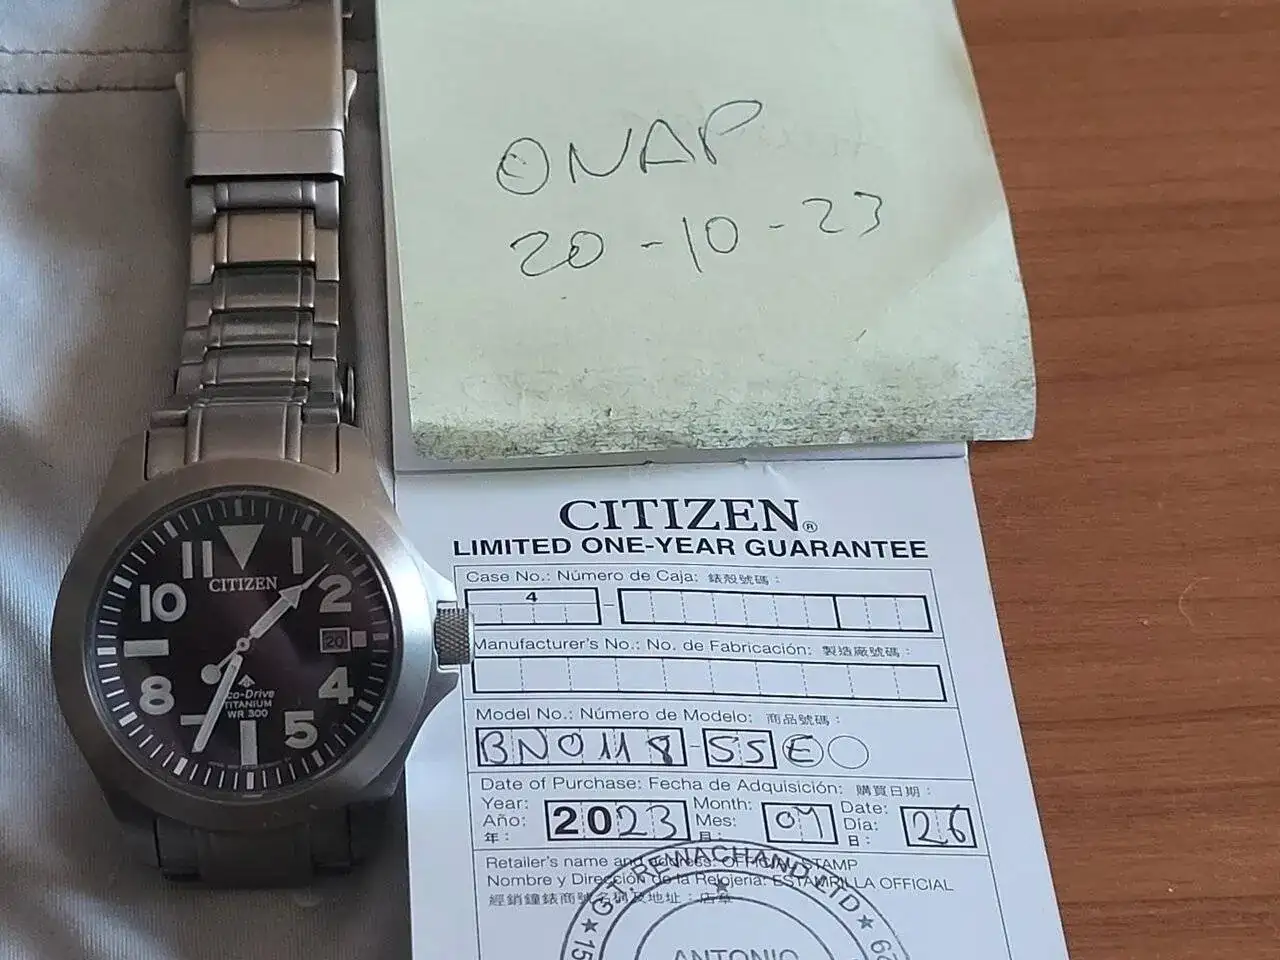 ONAP
20-10-23
11 1
CITIZEN
10 2
20
8 4
Eco-Drive
TITANIUM
WR 300
5
CITIZEN®
LIMITED ONE-YEAR GUARANTEE
Case No.: Número de Caja: 錶殼號碼：
4 -
Manufacturer's No.: No. de Fabricación: 製造廠號碼：
Model No.: Número de Modelo: 商品號碼：
BN0118-55E
Date of Purchase: Fecha de Adquisición: 購買日期：
Year: Month: Date:
Año: 2023 Mes: Día: 26
年： 月： 日：
Retailer's name and address: OFFICIAL STAMP
Nombre y Dirección de la Relojeria: ESTAMPILLA OFFICIAL
經銷鐘錶商號名稱及地址：店章
ANTONIO